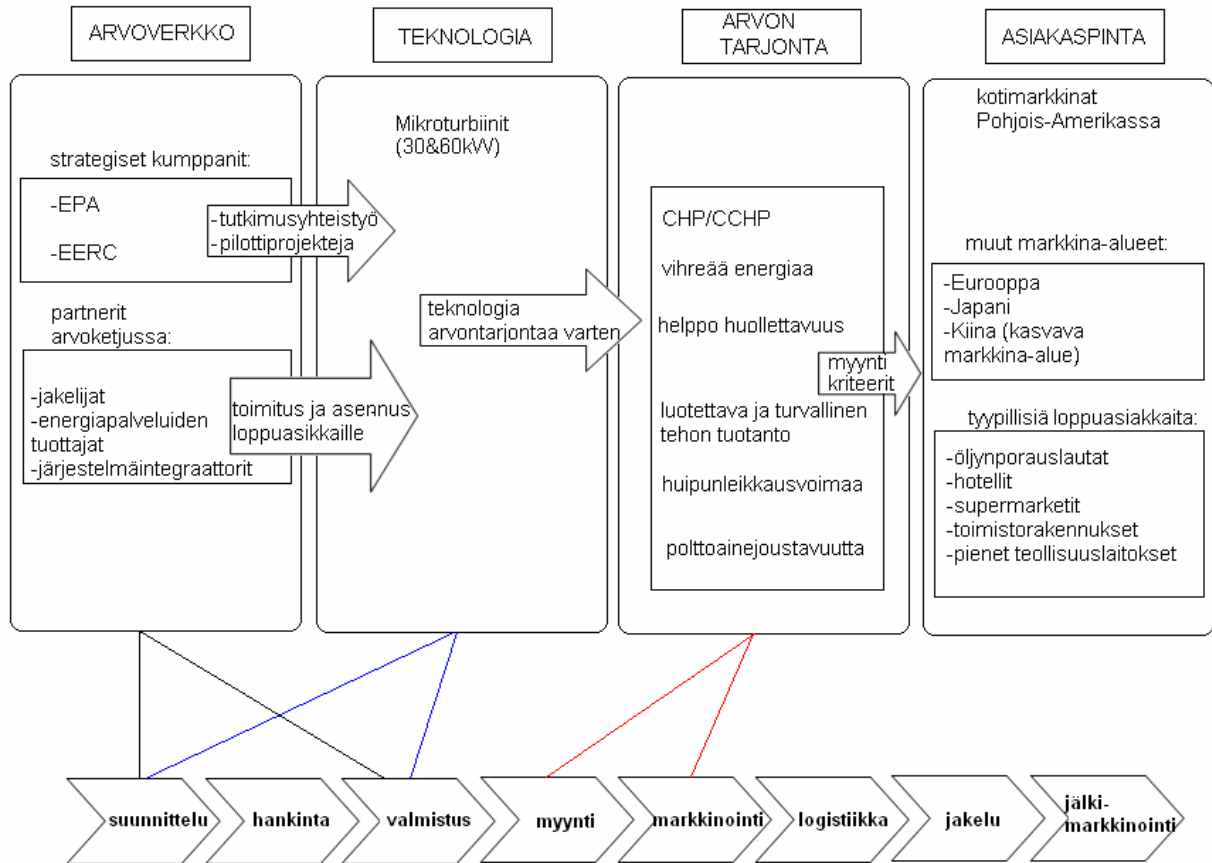 ARVOVERKKO
TEKNOLOGIA
ARVON
TARJONTA
ASIAKASPINTA
strategiset kumppanit:
-EPA
-EERC
-tutkimusyhteistyö
-pilottiprojekteja
partnerit
arvoketjussa:
-jakelijat
-energiapalveluiden
tuottajat
-järjestelmäintegraattorit
toimitus ja asennus
loppuasikkaille
Mikroturbiinit
(30&60kW)
teknologia
arvontarjontaa varten
CHP/CCHP
vihreää energiaa
helppo huollettavuus
luotettava ja turvallinen
tehon tuotanto
huipunleikkausvoimaa
polttoainejoustavuutta
myynti
kriteerit
kotimarkkinat
Pohjois-Amerikassa
muut markkina-alueet:
-Eurooppa
-Japani
-Kiina (kasvava
markkina-alue)
tyypillisiä loppuasiakkaita:
-öljynporauslautat
-hotellit
-supermarketit
-toimistorakennukset
-pienet teollisuuslaitokset
suunnittelu
hankinta
valmistus
myynti
markkinointi
logistiikka
jakelu
jälki-
markkinointi